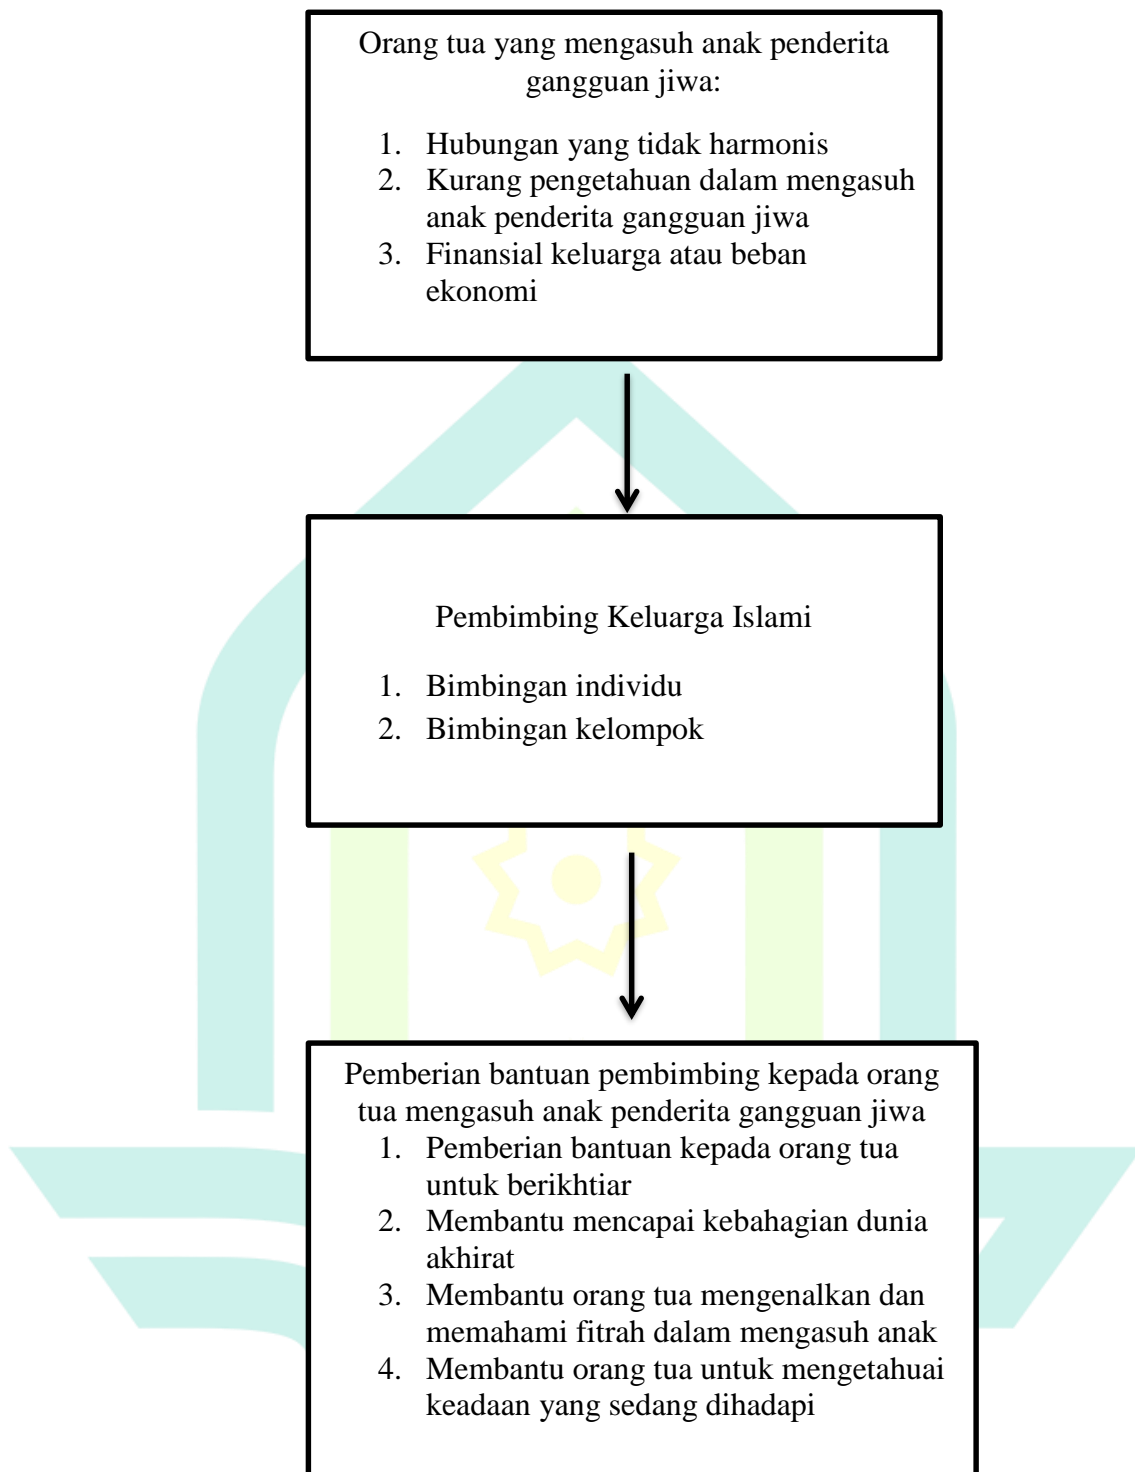 Orang tua yang mengasuh anak penderita
gangguan jiwa:
1. Hubungan yang tidak harmonis
2. Kurang pengetahuan dalam mengasuh
anak penderita gangguan jiwa
3. Finansial keluarga atau beban
ekonomi
Pembimbing Keluarga Islami
1. Bimbingan individu
2. Bimbingan kelompok
Pemberian bantuan pembimbing kepada orang
tua mengasuh anak penderita gangguan jiwa
1. Pemberian bantuan kepada orang tua
untuk berikhtiar
2. Membantu mencapai kebahagian dunia
akhirat
3. Membantu orang tua mengenalkan dan
memahami fitrah dalam mengasuh anak
4. Membantu orang tua untuk mengetahuai
keadaan yang sedang dihadapi